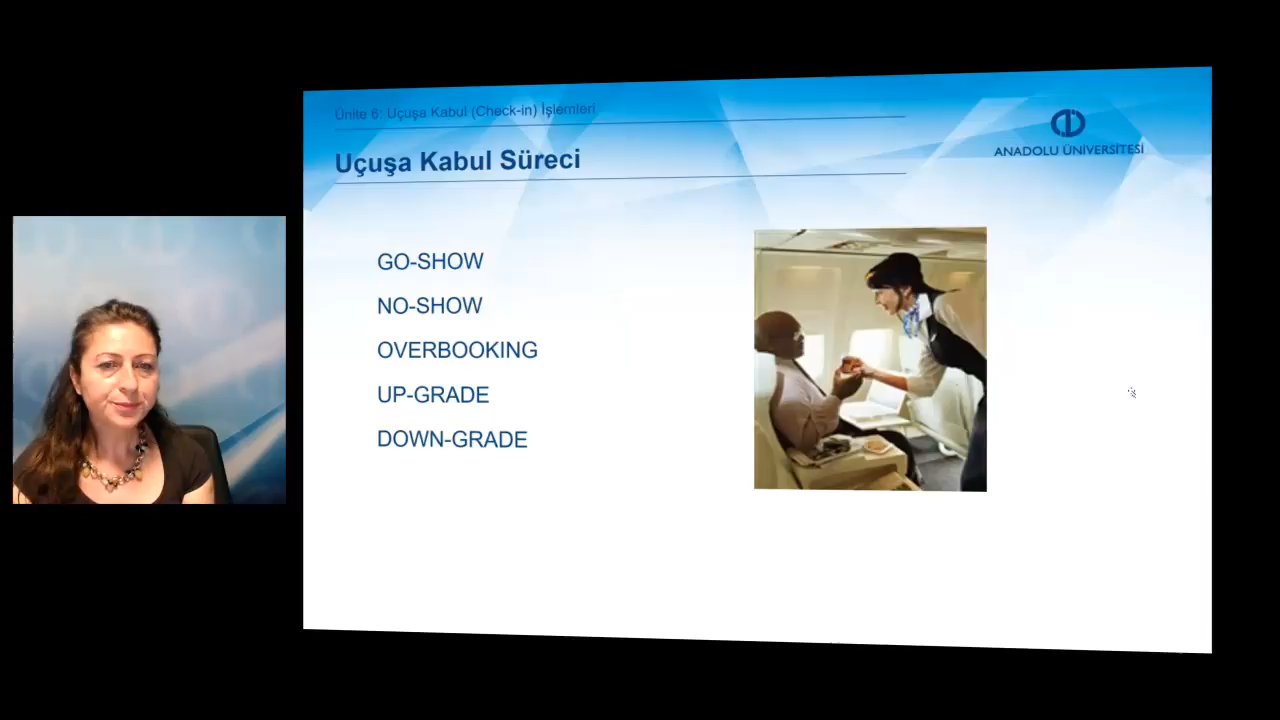 Ünite 6: Uçuşa Kabul (Check-in) İşlemleri
Uçuşa Kabul Süreci
ANADOLU ÜNİVERSİTESİ
GO-SHOW
NO-SHOW
OVERBOOKING
UP-GRADE
DOWN-GRADE